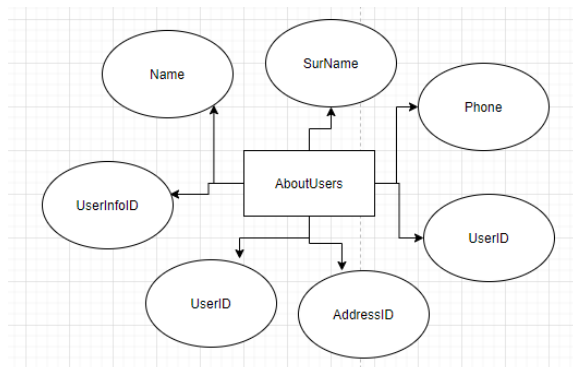 SurName
Name
Phone
AboutUsers
UserInfoID
UserID
UserID
AddressID